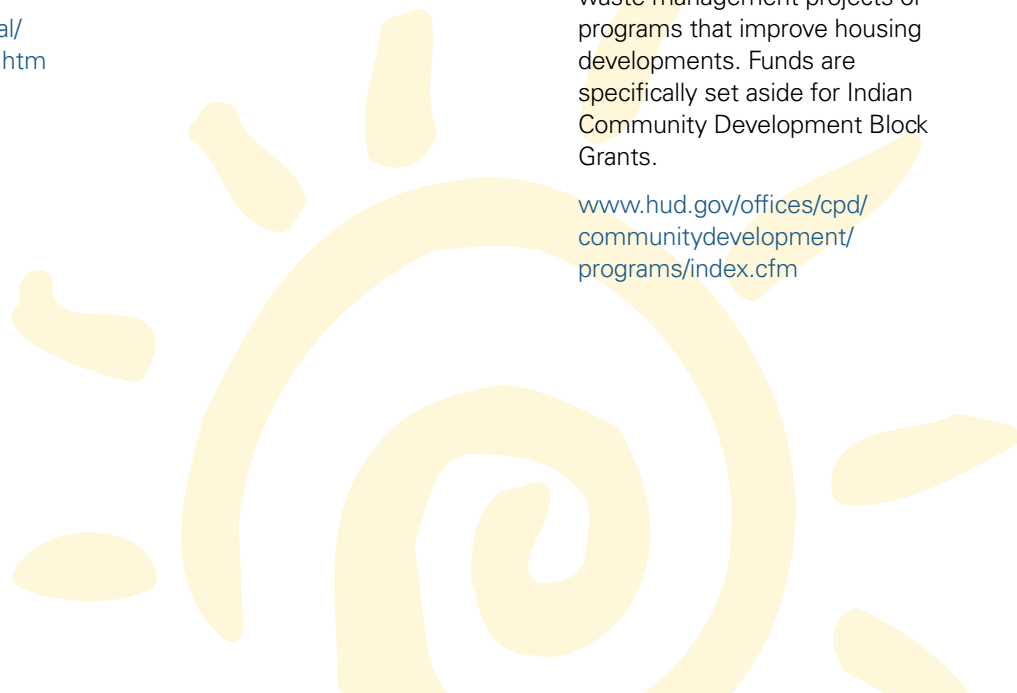 al/
htm
waste management projects or
programs that improve housing
developments. Funds are
specifically set aside for Indian
Community Development Block
Grants.
www.hud.gov/offices/cpd/
communitydevelopment/
programs/index.cfm